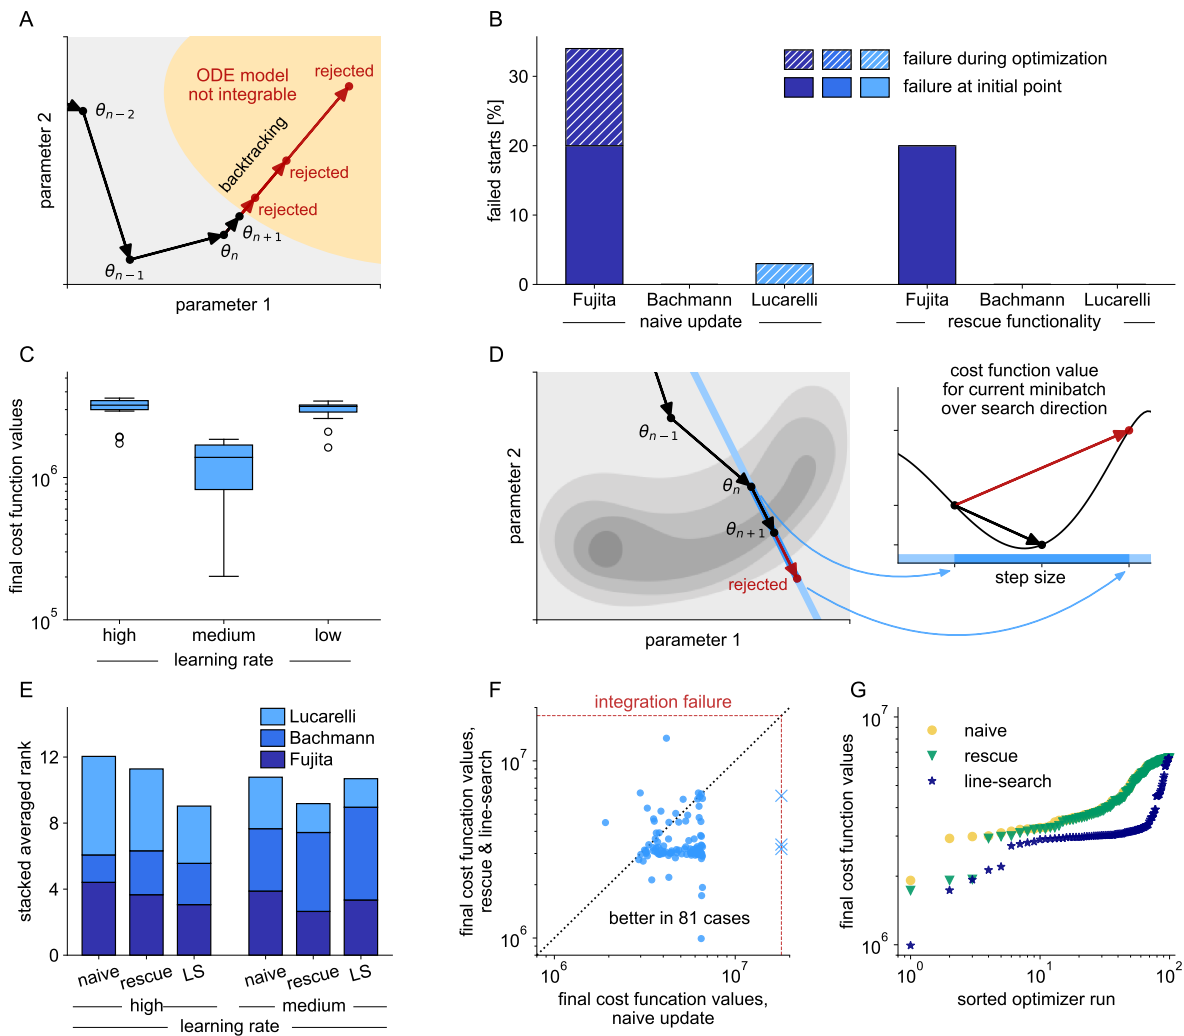 A
parameter 2
parameter 1
ODE model
not integrable
rejected
backtracking
rejected
rejected
θn−2
θn−1
θn
θn+1
B
failed starts [%]
30
20
10
0
failure during optimization
failure at initial point
Fujita
Bachmann
Lucarelli
naive update
Fujita
Bachmann
Lucarelli
rescue functionality
C
final cost function values
10^6
10^5
high
medium
low
learning rate
D
parameter 2
parameter 1
θn−1
θn
θn+1
rejected
cost function value
for current minibatch
over search direction
step size
E
stacked averaged rank
12
8
4
0
Lucarelli
Bachmann
Fujita
naive
rescue
LS
naive
rescue
LS
high
medium
learning rate
F
final cost funcation values,
rescue & line-search
10^7
10^6
integration failure
better in 81 cases
10^6
10^7
final cost funcation values,
naive update
G
final cost function values
10^7
10^6
naive
rescue
line-search
10^0
10^1
10^2
sorted optimizer run